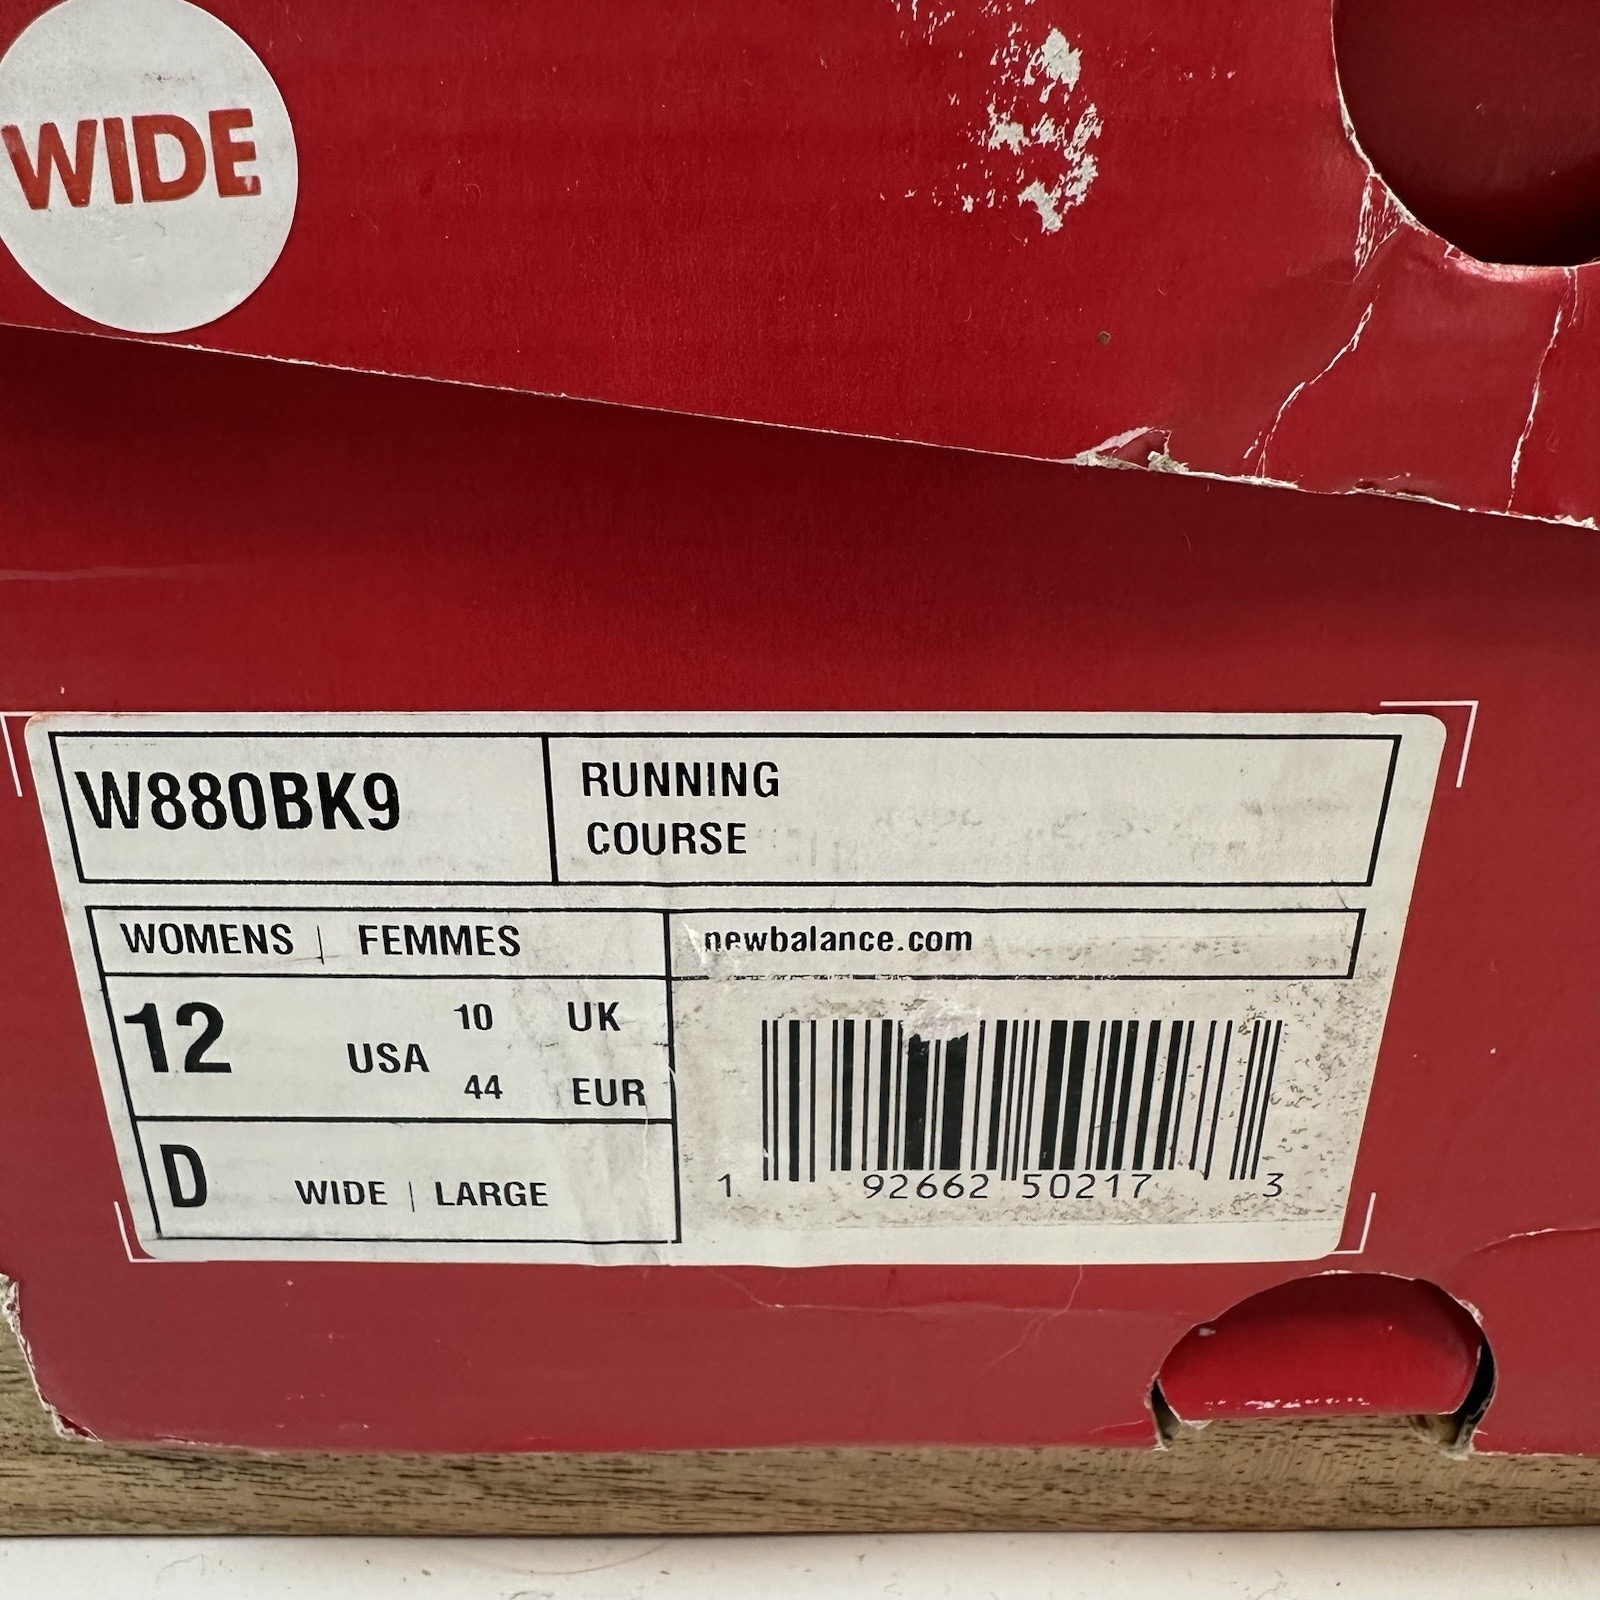 WIDE
W880BK9
RUNNING
COURSE
WOMENS | FEMMES
newbalance.com
12 USA
10 UK
44 EUR
D WIDE | LARGE
1 92662 50217 3